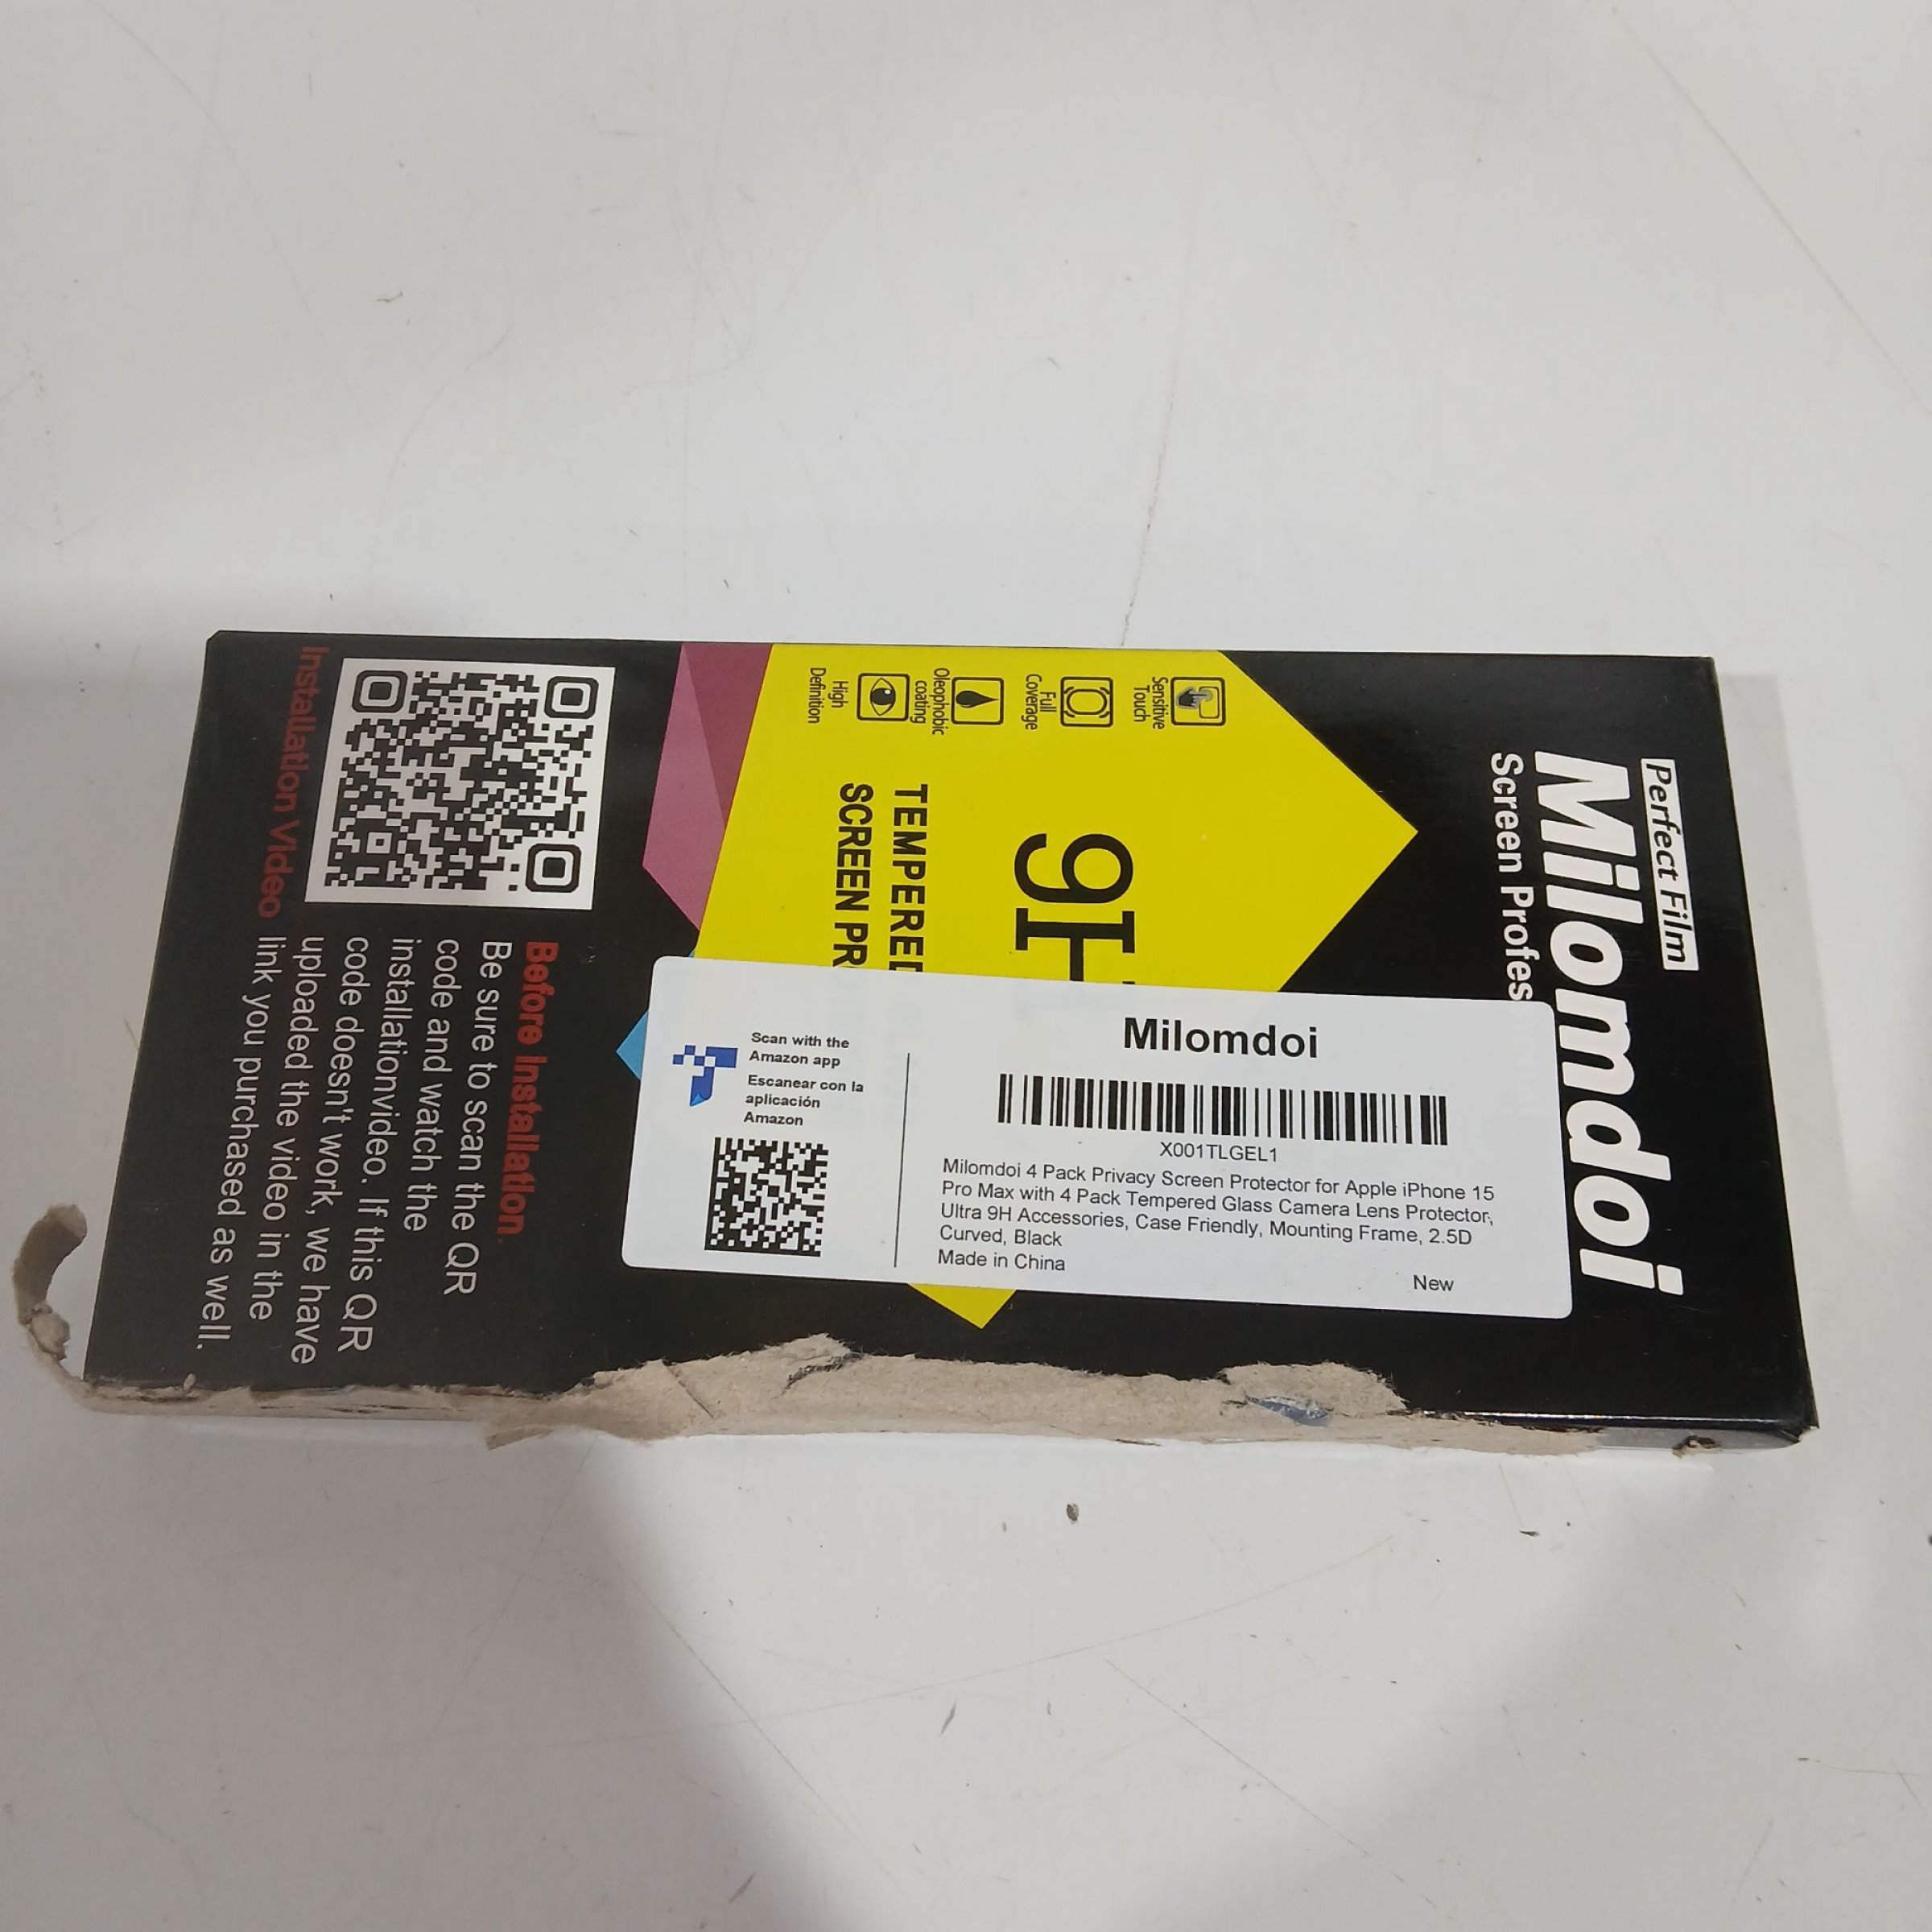 Perfect Film
Milomdoi
Screen Profes
Sensitive
Touch
Full
Coverage
Oleophobic
coating
High
Definition
9H
TEMPERED
SCREEN PR
Milomdoi
X001TLGEL1
Milomdoi 4 Pack Privacy Screen Protector for Apple iPhone 15
Pro Max with 4 Pack Tempered Glass Camera Lens Protector,
Ultra 9H Accessories, Case Friendly, Mounting Frame, 2.5D
Curved, Black
Made in China
New
Scan with the
Amazon app
Escanear con la
aplicación
Amazon
Installation Video
Before Installation
Be sure to scan the QR
code and watch the
installationvideo. If this QR
code doesn't work, we have
uploaded the video in the
link you purchased as well.